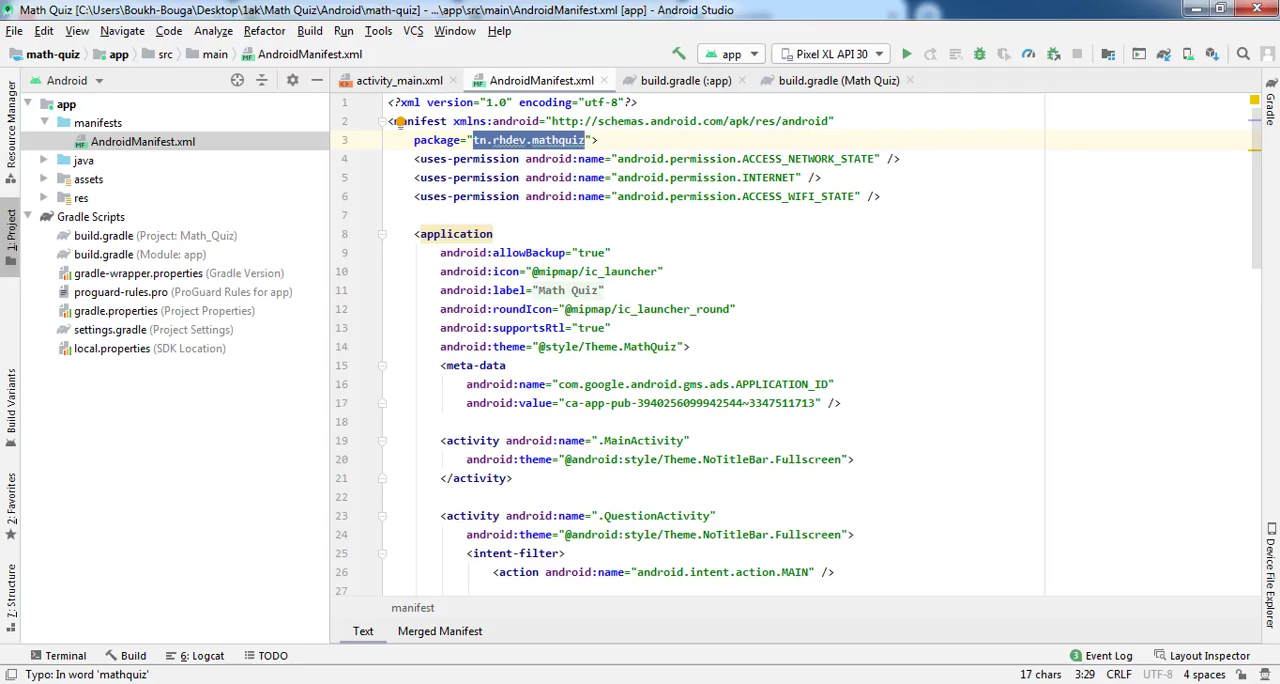 Math Quiz [C:\Users\Boukh-Bouga\Desktop\1ak\Math Quiz\Android\math-quiz] - ...\app\src\main\AndroidManifest.xml [app] - Android Studio
File Edit View Navigate Code Analyze Refactor Build Run Tools VCS Window Help
math-quiz app src main AndroidManifest.xml app Pixel XL API 30
Android activity_main.xml AndroidManifest.xml build.gradle (:app) build.gradle (Math Quiz)
Resource Manager
1: Project
Build Variants
2: Favorites
7: Structure
app
manifests
AndroidManifest.xml
java
assets
res
Gradle Scripts
build.gradle (Project: Math_Quiz)
build.gradle (Module: app)
gradle-wrapper.properties (Gradle Version)
proguard-rules.pro (ProGuard Rules for app)
gradle.properties (Project Properties)
settings.gradle (Project Settings)
local.properties (SDK Location)
1 <?xml version="1.0" encoding="utf-8"?>
2 <manifest xmlns:android="http://schemas.android.com/apk/res/android"
3 package="tn.rhdev.mathquiz">
4 <uses-permission android:name="android.permission.ACCESS_NETWORK_STATE" />
5 <uses-permission android:name="android.permission.INTERNET" />
6 <uses-permission android:name="android.permission.ACCESS_WIFI_STATE" />
7
8 <application
9 android:allowBackup="true"
10 android:icon="@mipmap/ic_launcher"
11 android:label="Math Quiz"
12 android:roundIcon="@mipmap/ic_launcher_round"
13 android:supportsRtl="true"
14 android:theme="@style/Theme.MathQuiz">
15 <meta-data
16 android:name="com.google.android.gms.ads.APPLICATION_ID"
17 android:value="ca-app-pub-3940256099942544~3347511713" />
18
19 <activity android:name=".MainActivity"
20 android:theme="@android:style/Theme.NoTitleBar.Fullscreen">
21 </activity>
22
23 <activity android:name=".QuestionActivity"
24 android:theme="@android:style/Theme.NoTitleBar.Fullscreen">
25 <intent-filter>
26 <action android:name="android.intent.action.MAIN" />
27
manifest
Text Merged Manifest
Gradle
Device File Explorer
Terminal Build 6: Logcat TODO 3 Event Log Layout Inspector
Typo: In word 'mathquiz' 17 chars 3:29 CRLF UTF-8 4 spaces